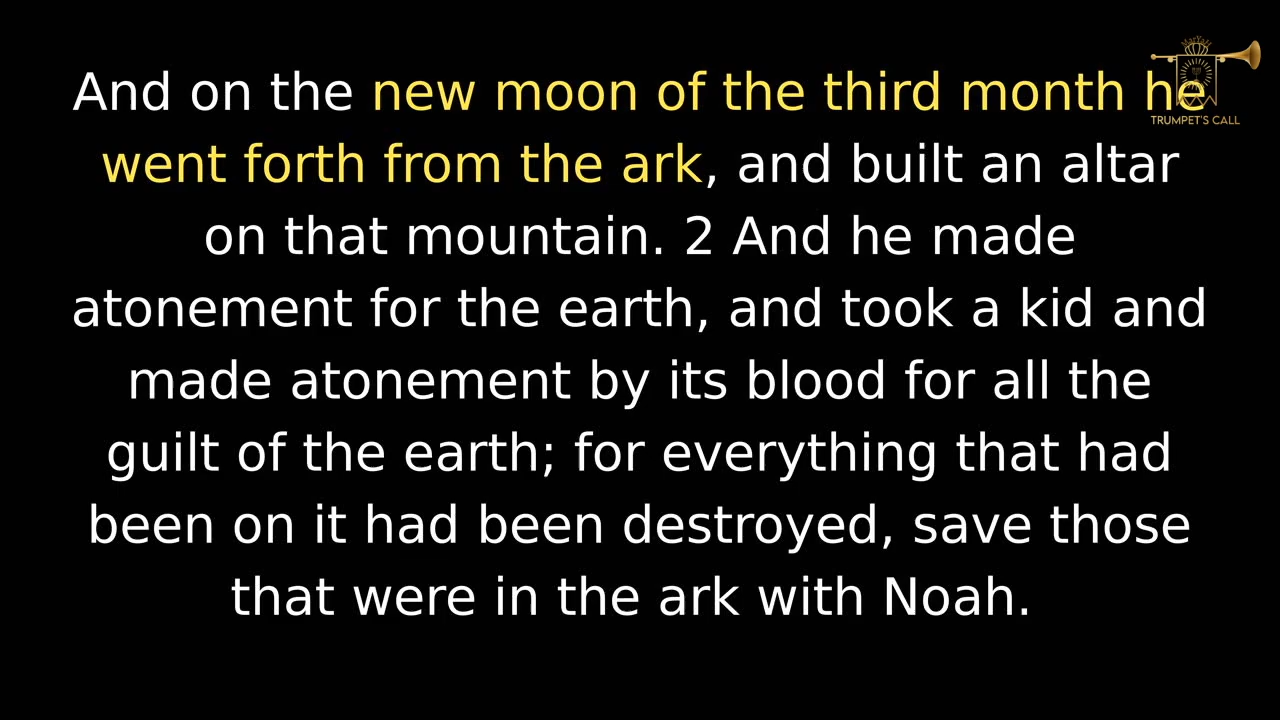 And on the new moon of the third month he
went forth from the ark, and built an altar
on that mountain. 2 And he made
atonement for the earth, and took a kid and
made atonement by its blood for all the
guilt of the earth; for everything that had
been on it had been destroyed, save those
that were in the ark with Noah.
TRUMPET'S CALL